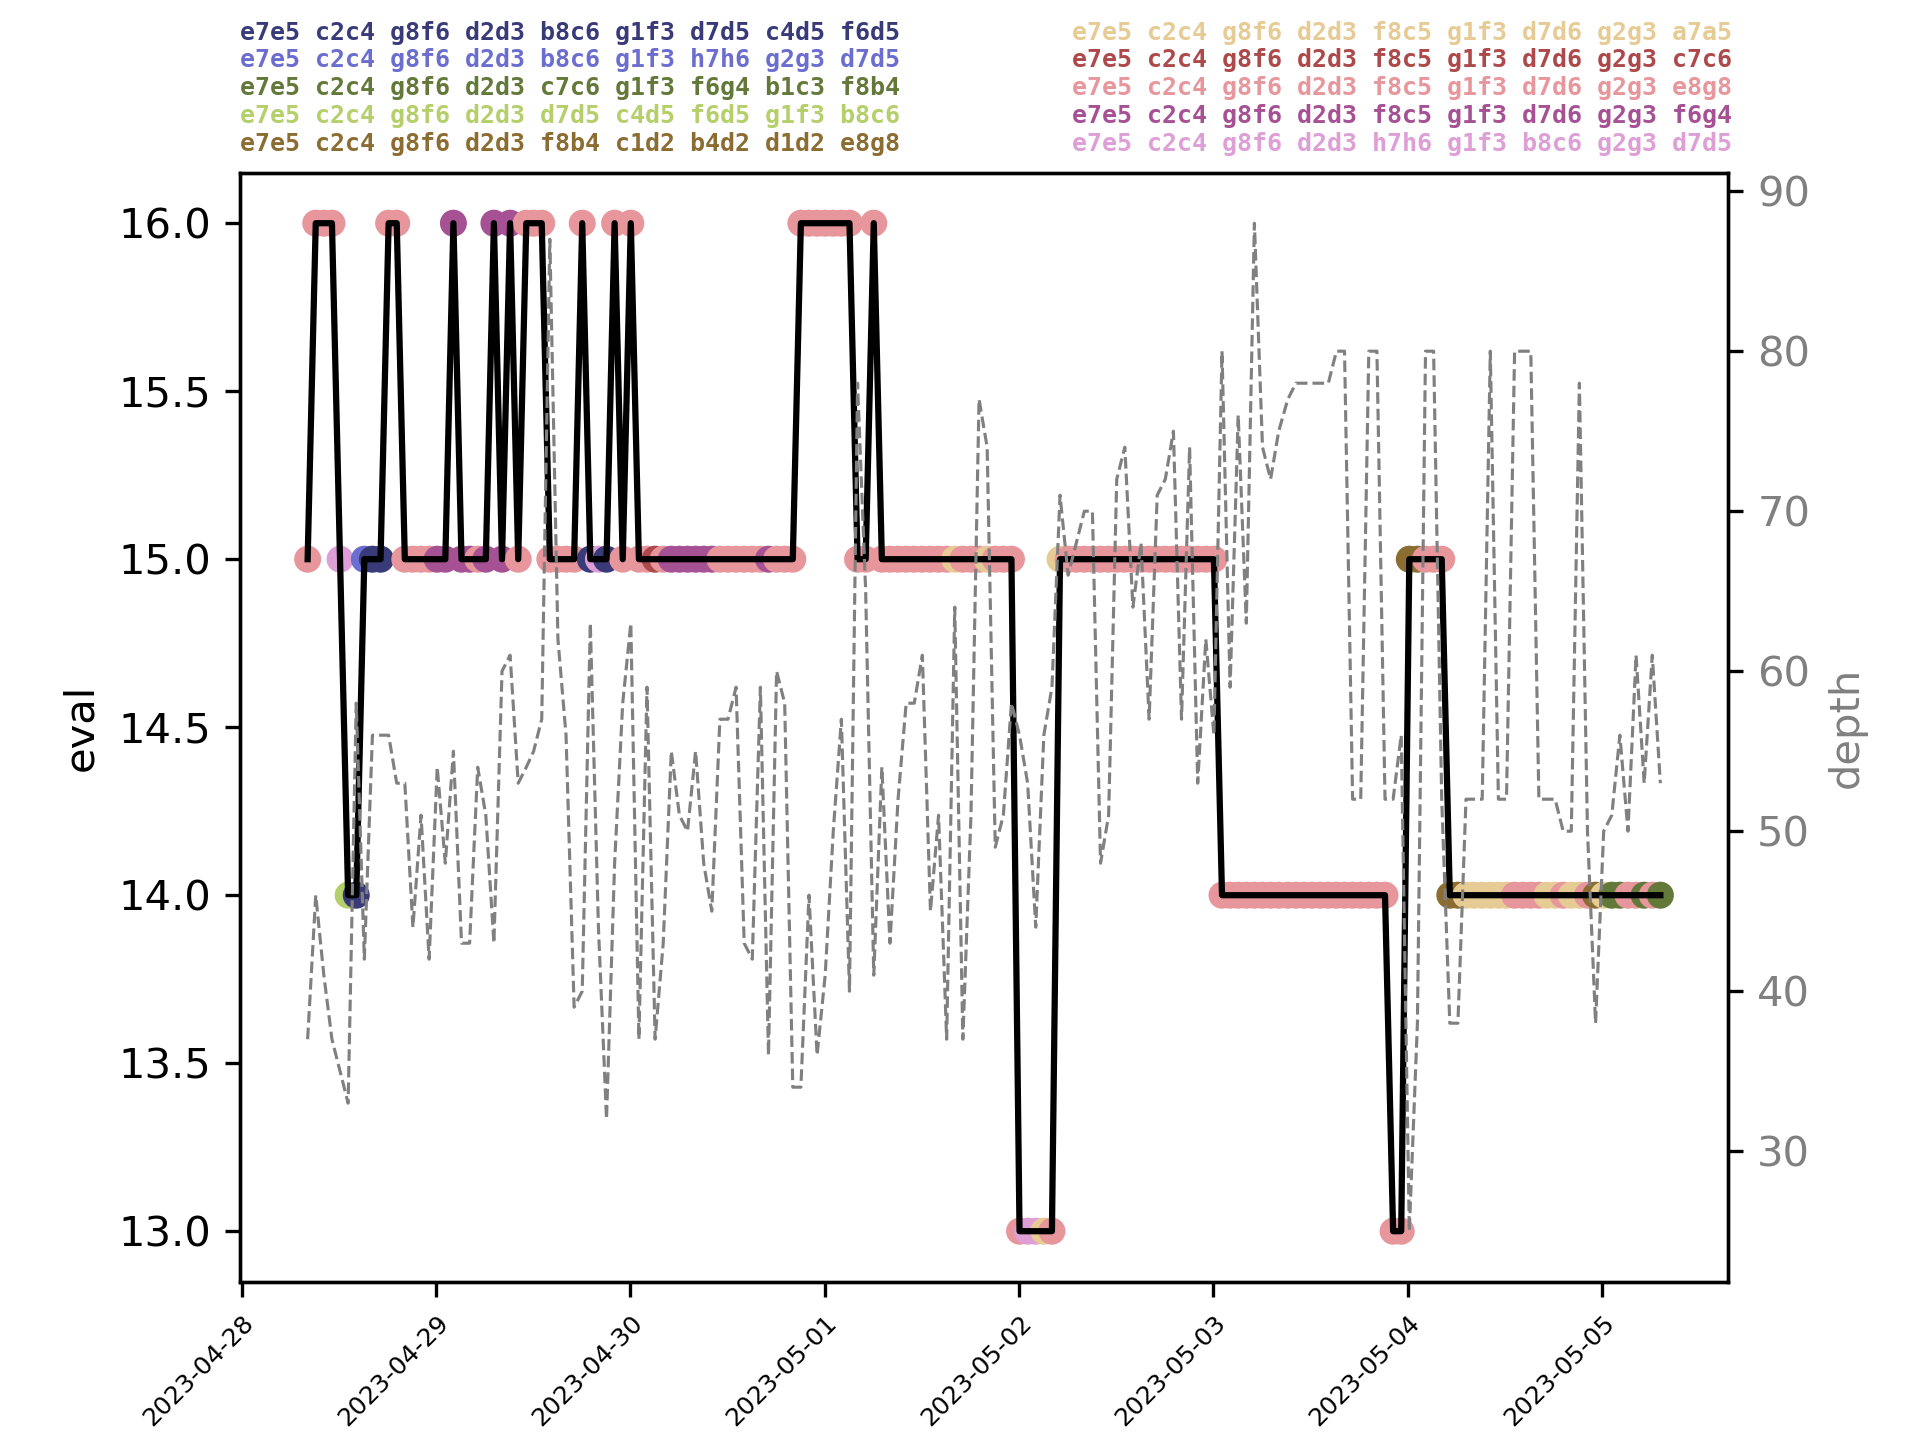 e7e5 c2c4 g8f6 d2d3 b8c6 g1f3 d7d5 c4d5 f6d5
e7e5 c2c4 g8f6 d2d3 b8c6 g1f3 h7h6 g2g3 d7d5
e7e5 c2c4 g8f6 d2d3 c7c6 g1f3 f6g4 b1c3 f8b4
e7e5 c2c4 g8f6 d2d3 d7d5 c4d5 f6d5 g1f3 b8c6
e7e5 c2c4 g8f6 d2d3 f8b4 c1d2 b4d2 d1d2 e8g8
e7e5 c2c4 g8f6 d2d3 f8c5 g1f3 d7d6 g2g3 a7a5
e7e5 c2c4 g8f6 d2d3 f8c5 g1f3 d7d6 g2g3 c7c6
e7e5 c2c4 g8f6 d2d3 f8c5 g1f3 d7d6 g2g3 e8g8
e7e5 c2c4 g8f6 d2d3 f8c5 g1f3 d7d6 g2g3 f6g4
e7e5 c2c4 g8f6 d2d3 h7h6 g1f3 b8c6 g2g3 d7d5
eval
16.0
15.5
15.0
14.5
14.0
13.5
13.0
90
80
70
60
50
40
30
depth
2023-04-28
2023-04-29
2023-04-30
2023-05-01
2023-05-02
2023-05-03
2023-05-04
2023-05-05